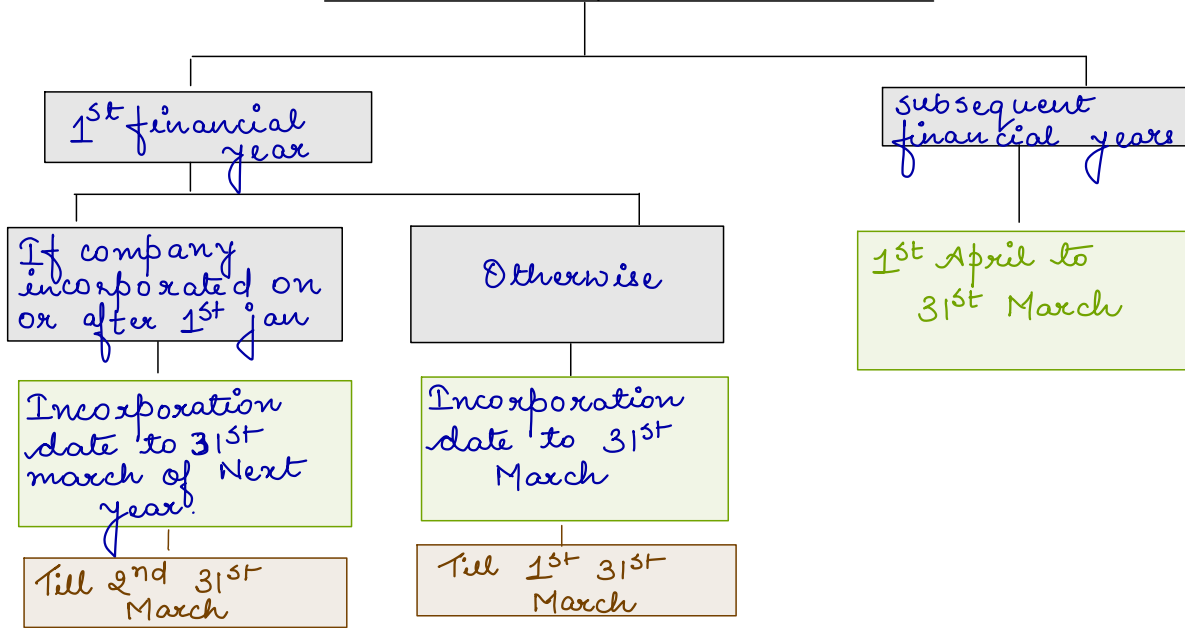 1st financial
year
subsequent
financial years
If company
incorporated on
or after 1st jan
Otherwise
1st April to
31st March
Incorporation
date to 31st
march of Next
year.
Incorporation
date to 31st
March
Till 2nd 31st
March
Till 1st 31st
March